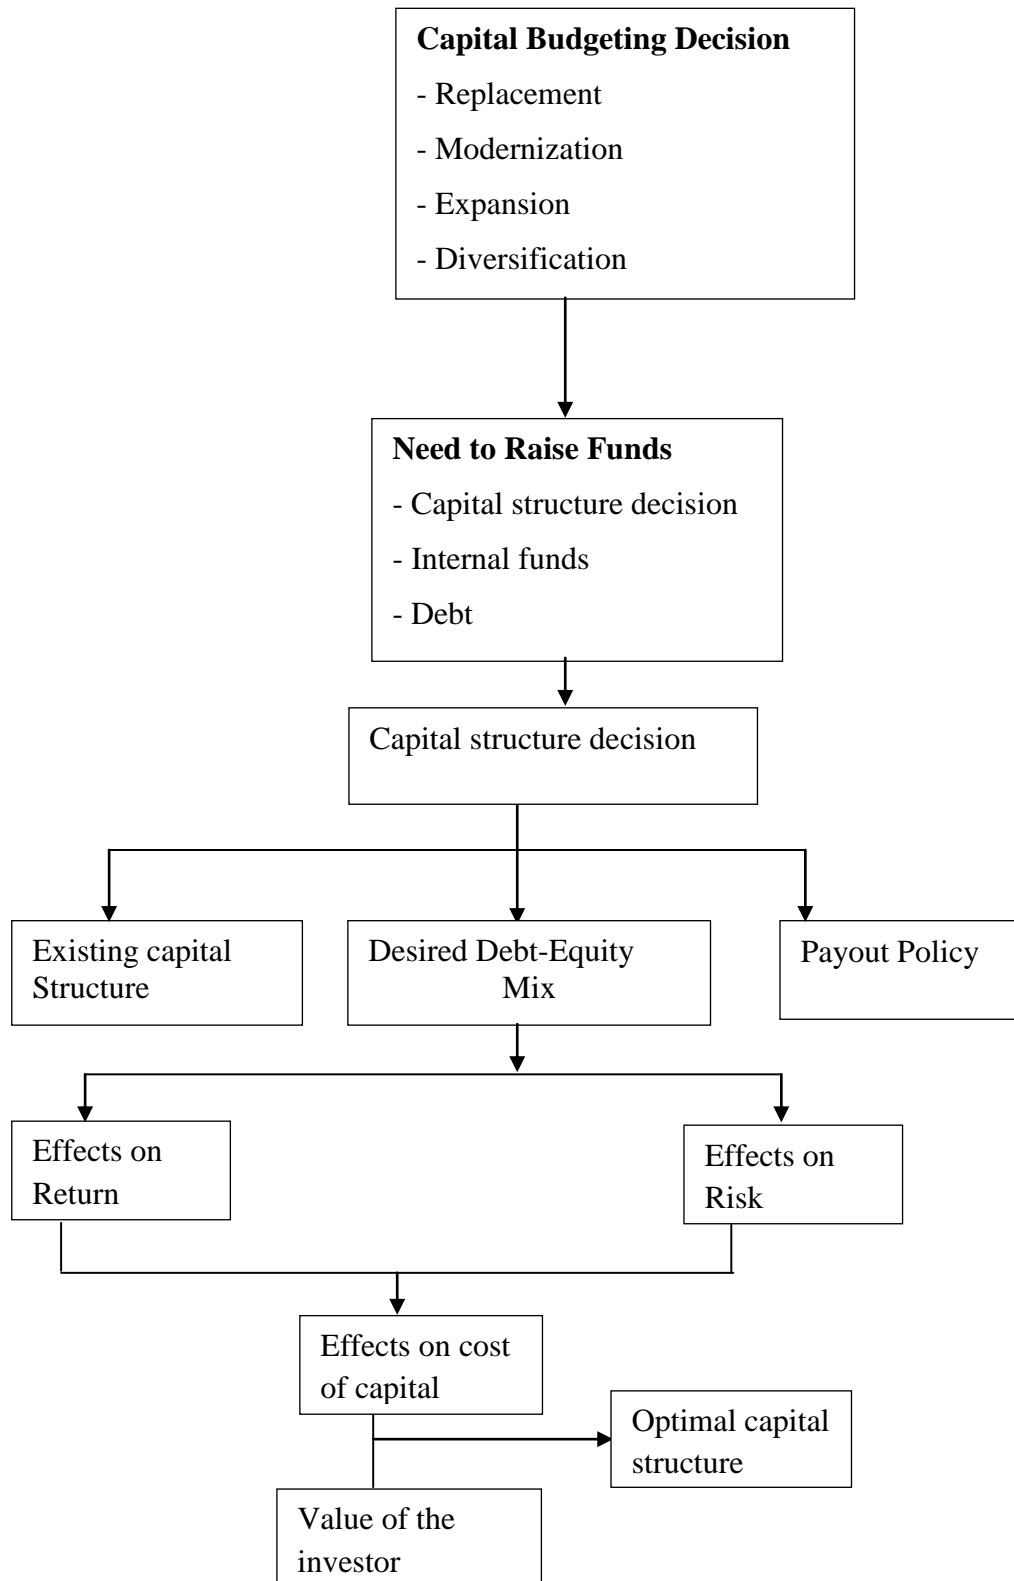 Capital Budgeting Decision
- Replacement
- Modernization
- Expansion
- Diversification
Need to Raise Funds
- Capital structure decision
- Internal funds
- Debt
Capital structure decision
Existing capital
Structure
Desired Debt-Equity
Mix
Payout Policy
Effects on
Return
Effects on
Risk
Effects on cost
of capital
Optimal capital
structure
Value of the
investor